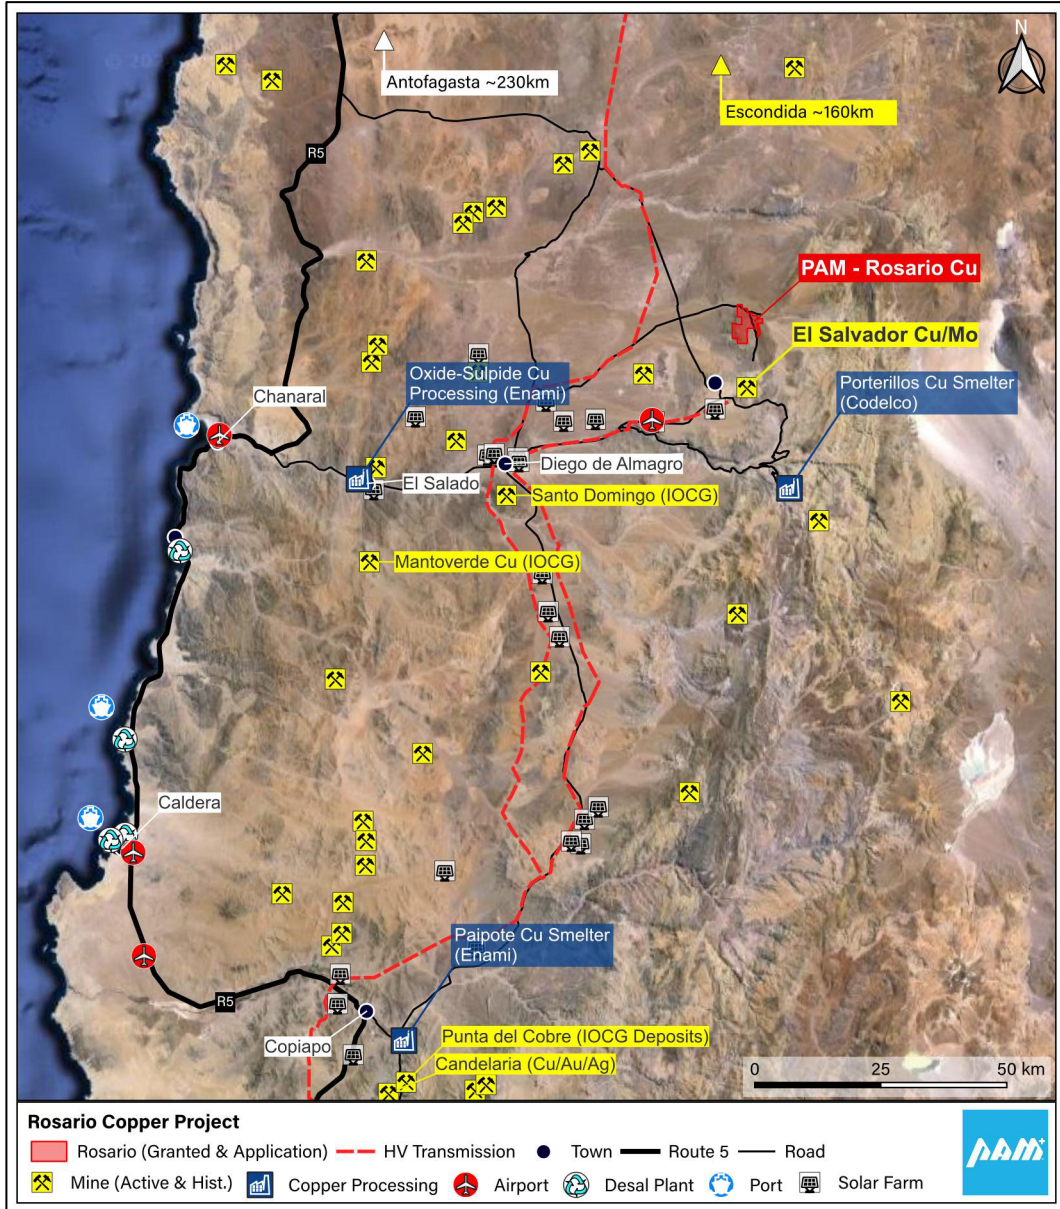 N
Antofagasta ~230km
Escondida ~160km
R5
PAM - Rosario Cu
El Salvador Cu/Mo
Oxide-Sulpide Cu
Processing (Enami)
Porterillos Cu Smelter
(Codelco)
Chanaral
Diego de Almagro
El Salado
Santo Domingo (IOCG)
Mantoverde Cu (IOCG)
Caldera
Paipote Cu Smelter
(Enami)
R5
Copiapo
Punta del Cobre (IOCG Deposits)
Candelaria (Cu/Au/Ag)
0 25 50 km
Rosario Copper Project
Rosario (Granted & Application) HV Transmission Town Route 5 Road
Mine (Active & Hist.) Copper Processing Airport Desal Plant Port Solar Farm
PAM+